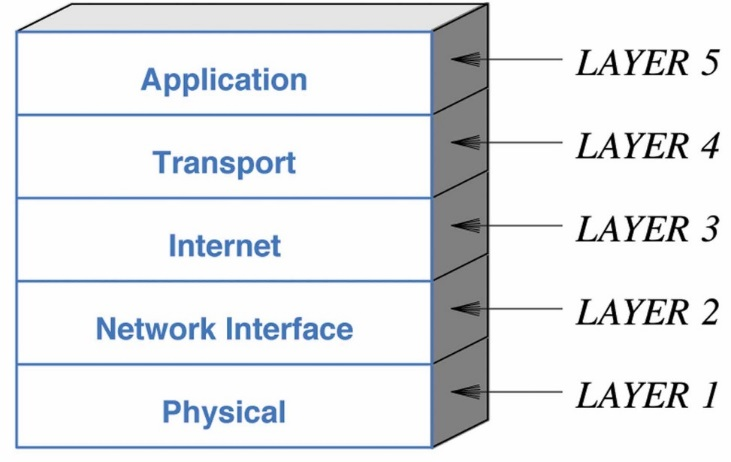 Application
LAYER 5
Transport
LAYER 4
Internet
LAYER 3
Network Interface
LAYER 2
Physical
LAYER 1